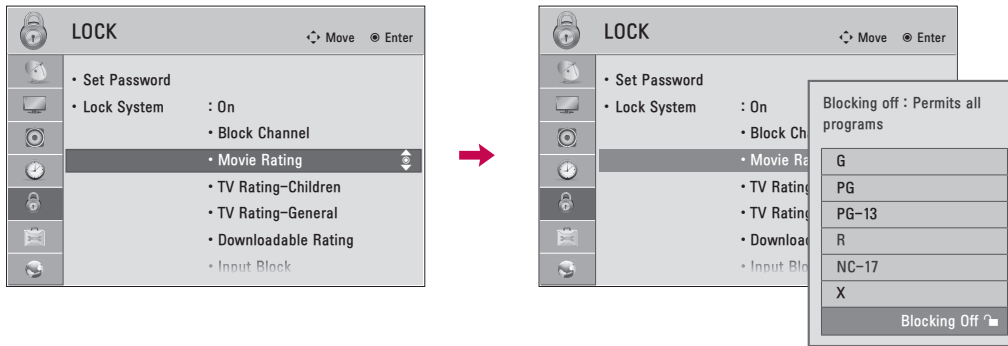 LOCK
Move Enter
• Set Password
• Lock System : On
• Block Channel
• Movie Rating
• TV Rating-Children
• TV Rating-General
• Downloadable Rating
• Input Block
LOCK
Move Enter
• Set Password
• Lock System : On
• Block Ch
• Movie Ra
• TV Rating
• TV Rating
• Downloa
• Input Blo
Blocking off : Permits all
programs
G
PG
PG-13
R
NC-17
X
Blocking Off